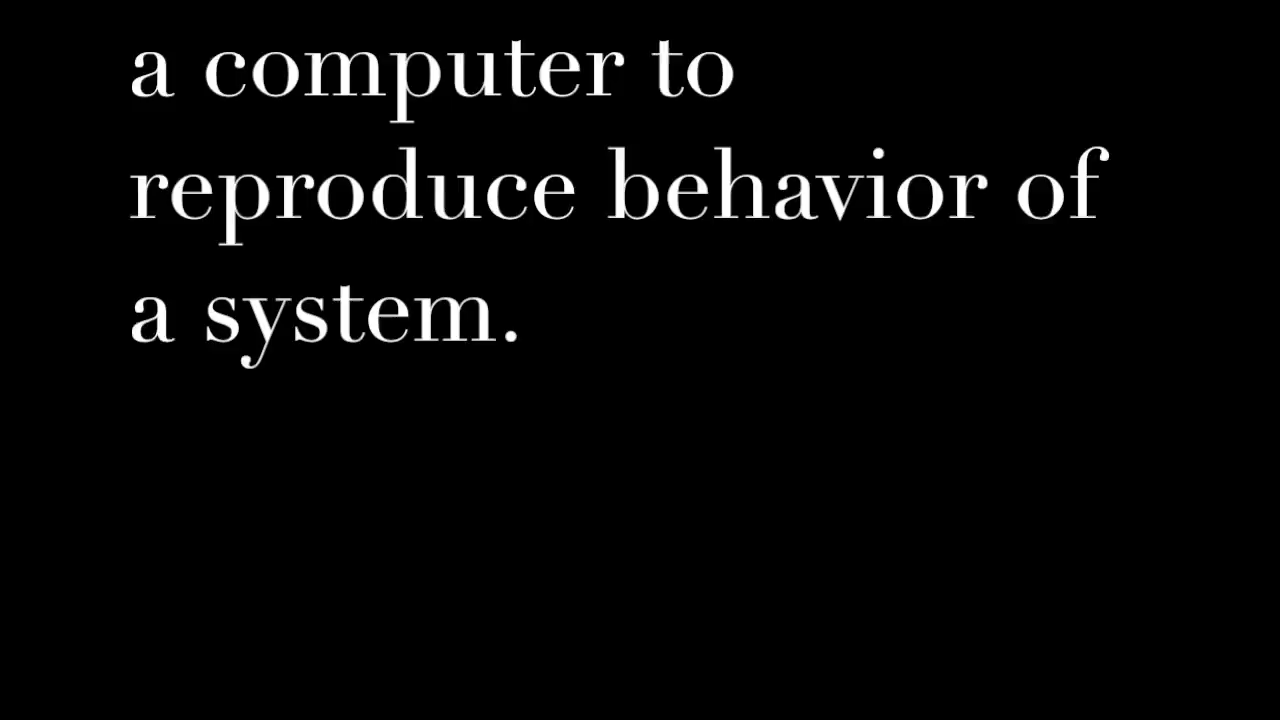 a computer to
reproduce behavior of
a system.